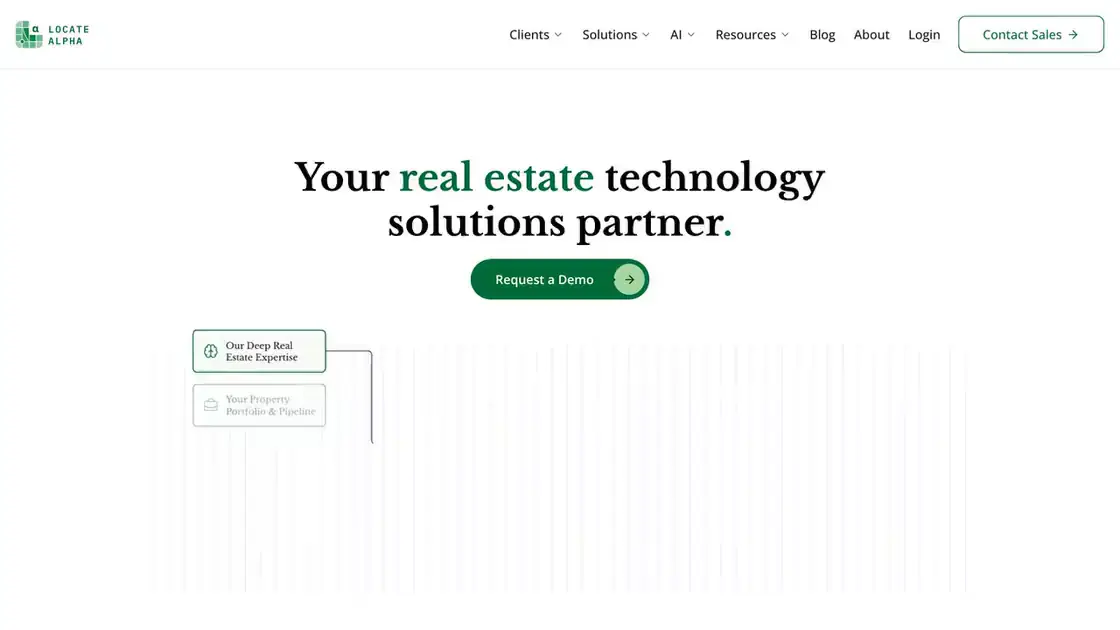 LOCATE
ALPHA
α
Clients
Solutions
AI
Resources
Blog
About
Login
Contact Sales
Your real estate technology
solutions partner.
Request a Demo
Our Deep Real
Estate Expertise
Your Property
Portfolio & Pipeline